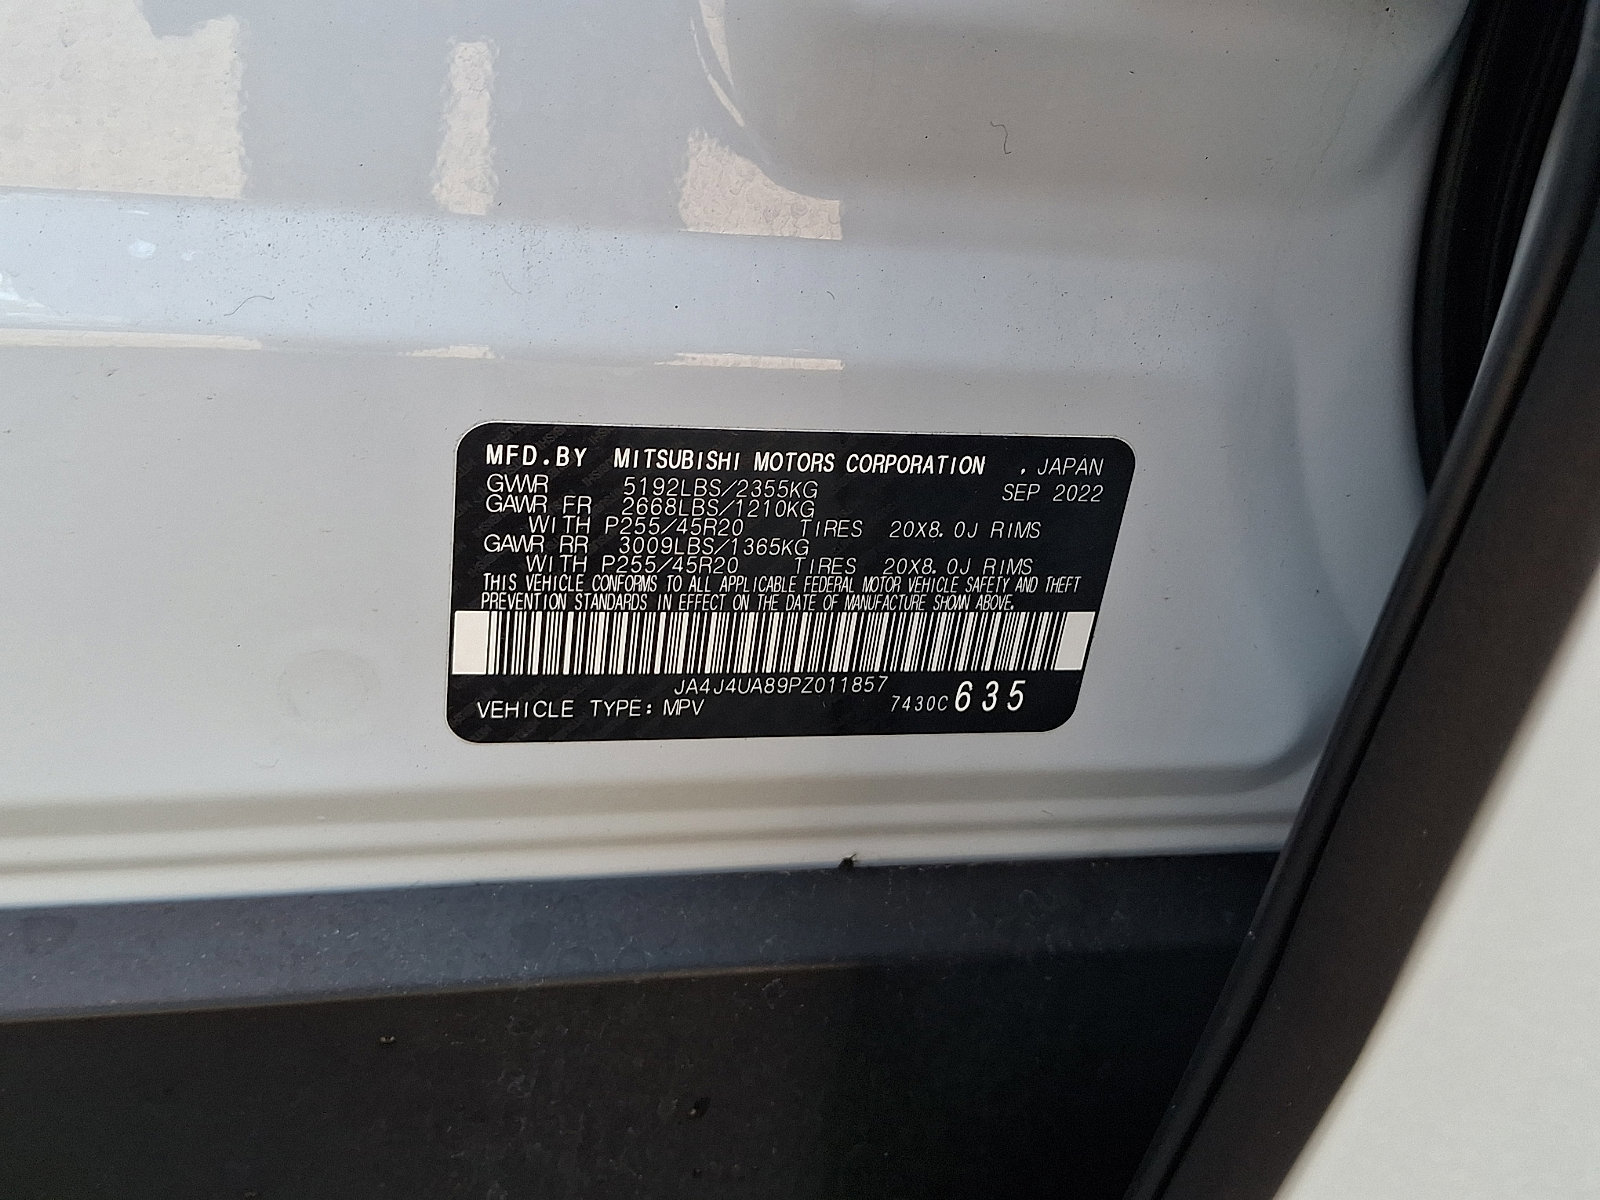 MFD.BY MITSUBISHI MOTORS CORPORATION , JAPAN
GVWR 5192LBS/2355KG SEP 2022
GAWR FR 2668LBS/1210KG
WITH P255/45R20 TIRES 20X8.0J RIMS
GAWR RR 3009LBS/1365KG
WITH P255/45R20 TIRES 20X8.0J RIMS
THIS VEHICLE CONFORMS TO ALL APPLICABLE FEDERAL MOTOR VEHICLE SAFETY AND THEFT
PREVENTION STANDARDS IN EFFECT ON THE DATE OF MANUFACTURE SHOWN ABOVE.
JA4J4UA89PZ011857
VEHICLE TYPE: MPV 7430C 635